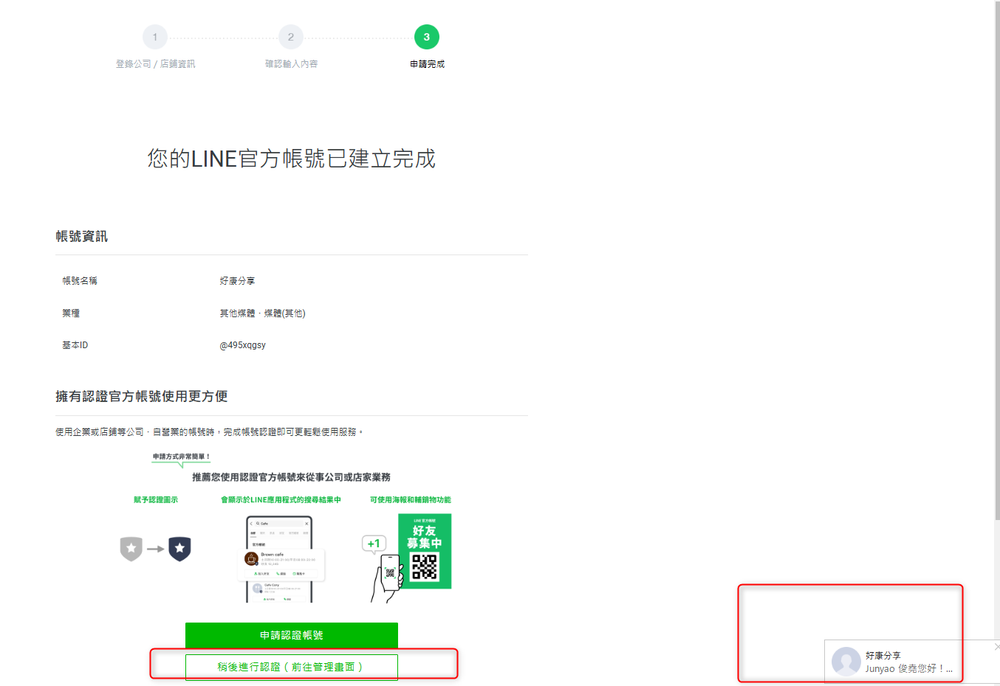 1
2
3
登錄公司 / 店鋪資訊
確認輸入內容
申請完成
您的LINE官方帳號已建立完成
帳號資訊
帳號名稱
好康分享
業種
其他媒體．媒體(其他)
基本ID
@495xqgsy
擁有認證官方帳號使用更方便
使用企業或店鋪等公司．自營業的帳號時，完成帳號認證即可更輕鬆使用服務。
申請方式非常簡單！
推薦您使用認證官方帳號來從事公司或店家業務
賦予認證圖示
會顯示於LINE應用程式的搜尋結果中
可使用海報和輔銷物功能
Cafe
官方帳號
Brown cafe
加入好友
Cafe Cony
LINE 官方帳號
好友
募集中
+1
申請認證帳號
稍後進行認證（前往管理畫面）
好康分享
Junyao 俊堯您好！...